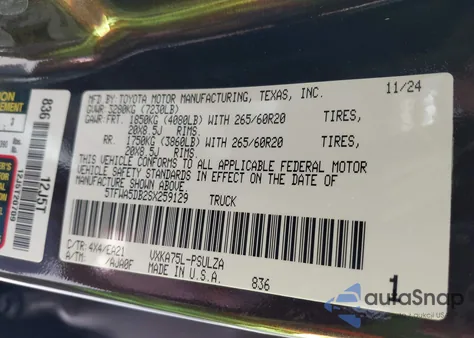 MFD. BY: TOYOTA MOTOR MANUFACTURING, TEXAS, INC. 11/24
GVWR 3280KG (7230LB)
GAWR: FRT. 1850KG (4080LB) WITH 265/60R20 TIRES,
20X8.5J RIMS.
RR. 1750KG (3860LB) WITH 265/60R20 TIRES,
20X8.5J RIMS.
THIS VEHICLE CONFORMS TO ALL APPLICABLE FEDERAL MOTOR
VEHICLE SAFETY STANDARDS IN EFFECT ON THE DATE OF
MANUFACTURE SHOWN ABOVE.
5TFWA5DB2SX259129 TRUCK
C/TR: 4X4/EA21 VXKA75L-PSULZA
A/TM: /AJA0F MADE IN U.S.A. 836
1
836
1215T
autaSnap